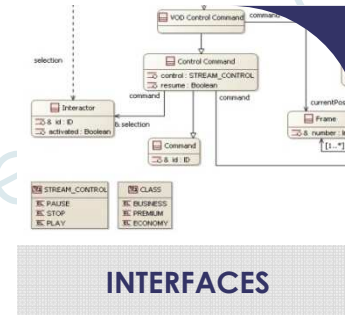 VOD Control Command
command
selection
Control Command
control : STREAM_CONTROL
resume : Boolean
command
command
currentPos
Interactor
& id : ID
activated : Boolean
& selection
Frame
& number : I
[1..*]
Command
& id : ID
STREAM_CONTROL
PAUSE
STOP
PLAY
CLASS
BUSINESS
PREMIUM
ECONOMY
INTERFACES